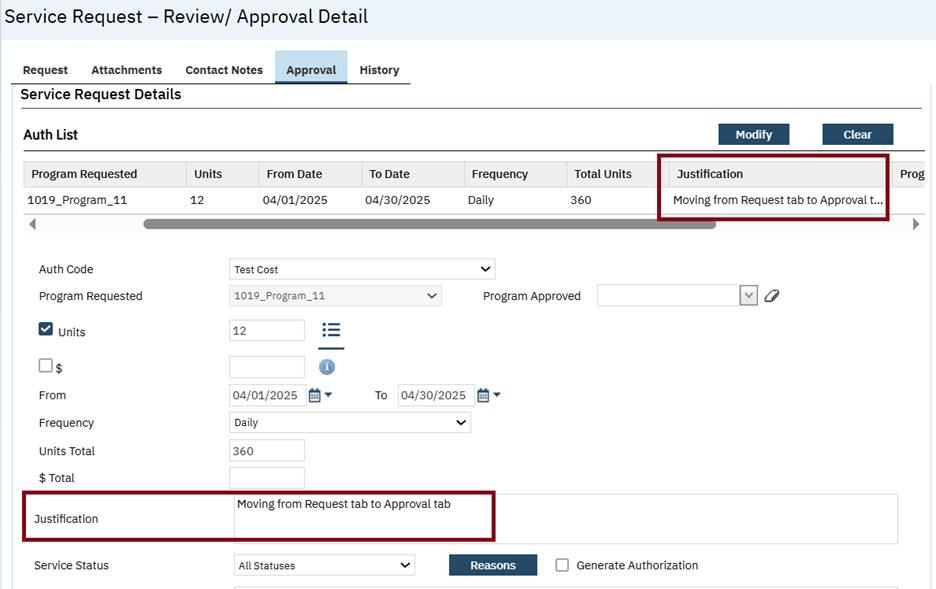 Service Request – Review/ Approval Detail
Request Attachments Contact Notes Approval History
Service Request Details
Auth List Modify Clear
Program Requested Units From Date To Date Frequency Total Units Justification Prog
1019_Program_11 12 04/01/2025 04/30/2025 Daily 360 Moving from Request tab to Approval t...
Auth Code Test Cost
Program Requested 1019_Program_11 Program Approved
Units 12
$
From 04/01/2025 To 04/30/2025
Frequency Daily
Units Total 360
$ Total
Moving from Request tab to Approval tab
Justification
Service Status All Statuses Reasons Generate Authorization